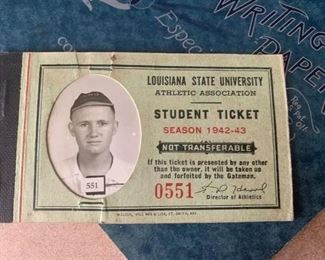 WRITING
PAPER
LOUISIANA STATE UNIVERSITY
ATHLETIC ASSOCIATION
STUDENT TICKET
SEASON 1942-43
NOT TRANSFERABLE
If this ticket is presented by any other
than the owner, it will be taken up
and forfeited by the Gateman.
0551
Director of Athletics
551